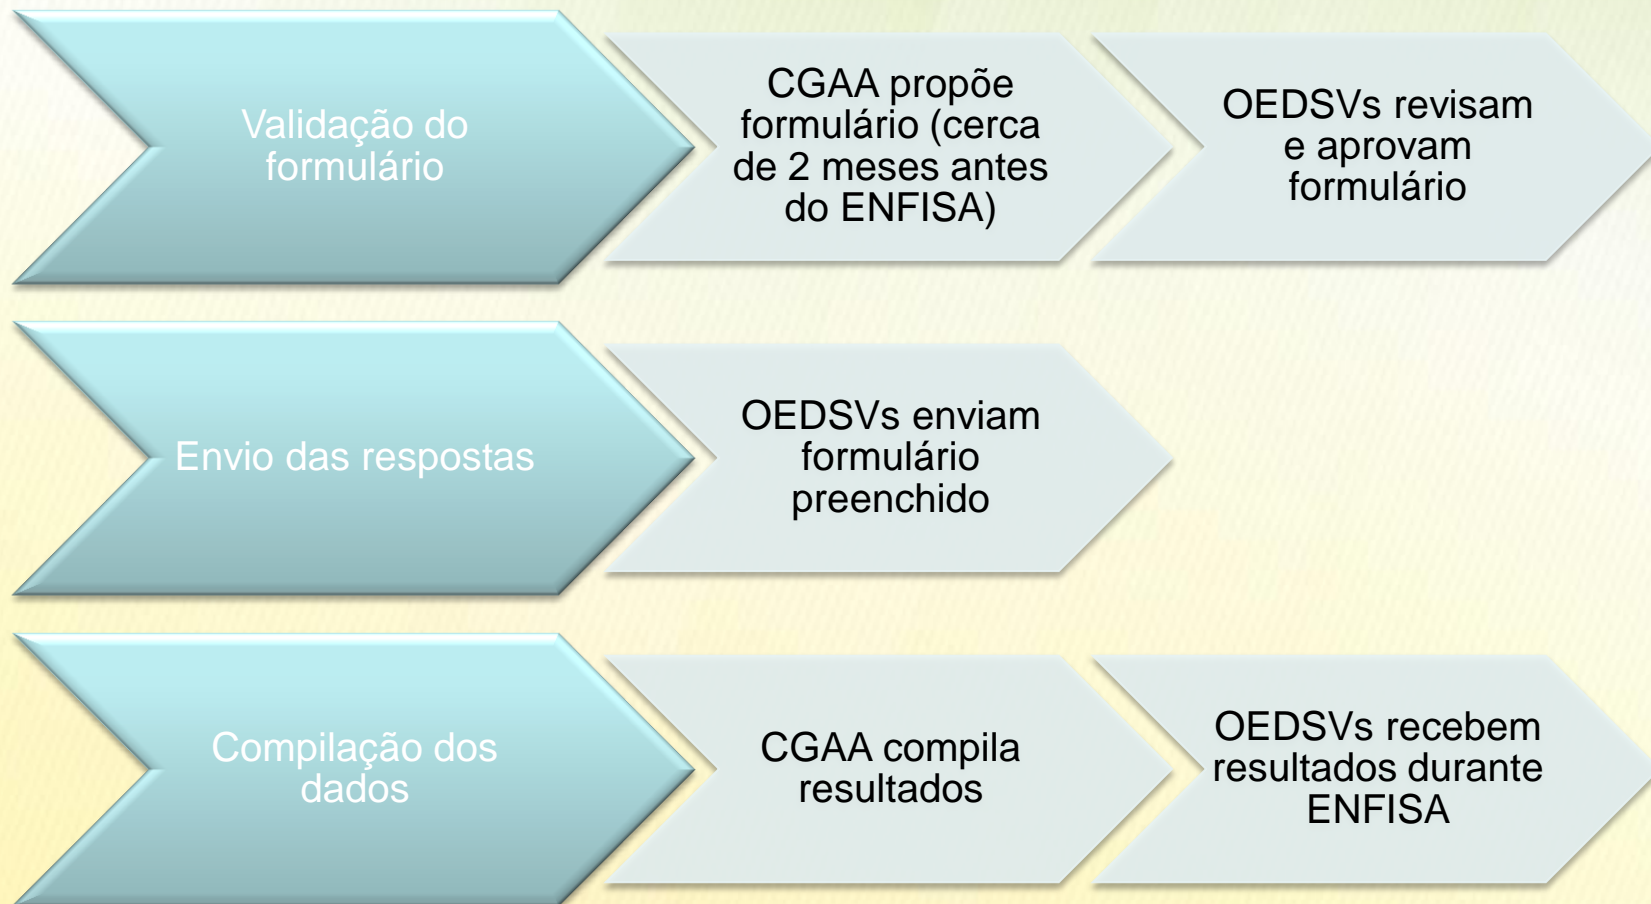 Validação do
formulário
CGAA propõe
formulário (cerca
de 2 meses antes
do ENFISA)
OEDSVs revisam
e aprovam
formulário
Envio das respostas
OEDSVs enviam
formulário
preenchido
Compilação dos
dados
CGAA compila
resultados
OEDSVs recebem
resultados durante
ENFISA